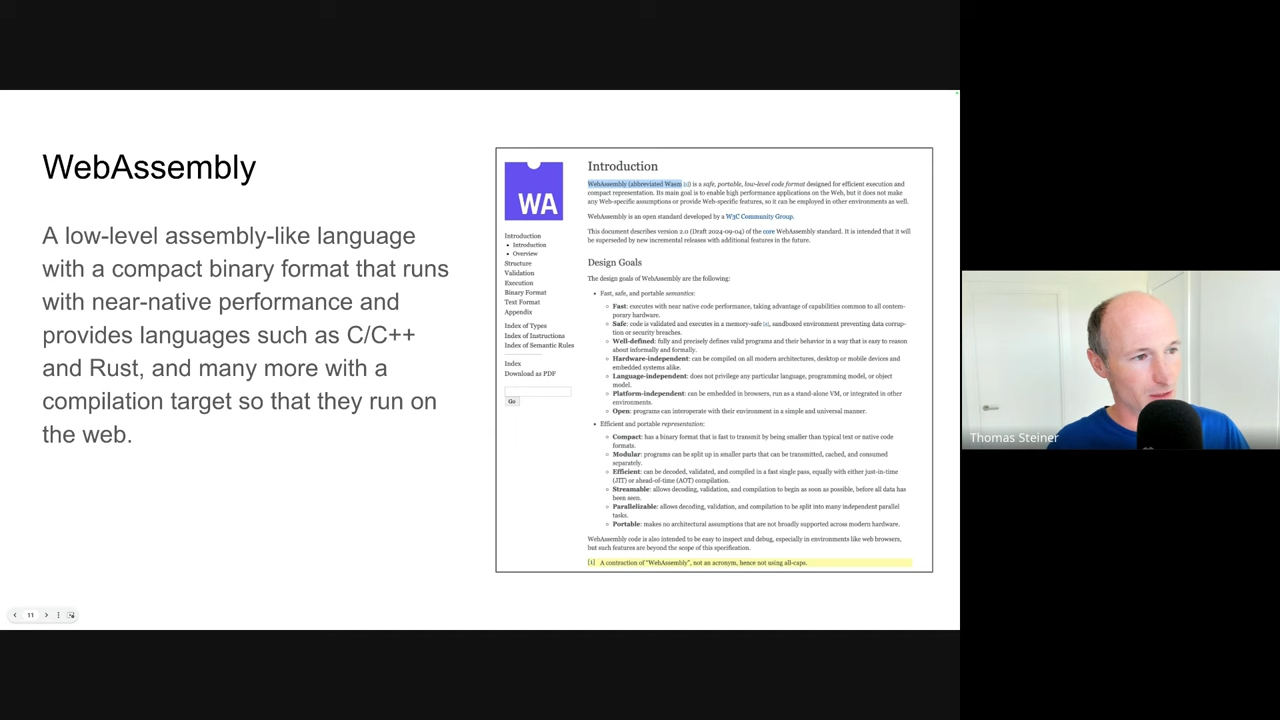 WebAssembly
A low-level assembly-like language
with a compact binary format that runs
with near-native performance and
provides languages such as C/C++
and Rust, and many more with a
compilation target so that they run on
the web.
WA
Introduction
• Introduction
• Overview
Structure
Validation
Execution
Binary Format
Text Format
Appendix
Index of Types
Index of Instructions
Index of Semantic Rules
Index
Download as PDF
Go
Introduction
WebAssembly (abbreviated Wasm [1]) is a safe, portable, low-level code format designed for efficient execution and
compact representation. Its main goal is to enable high performance applications on the Web, but it does not make
any Web-specific assumptions or provide Web-specific features, so it can be employed in other environments as well.
WebAssembly is an open standard developed by a W3C Community Group.
This document describes version 2.0 (Draft 2024-09-04) of the core WebAssembly standard. It is intended that it will
be superseded by new incremental releases with additional features in the future.
Design Goals
The design goals of WebAssembly are the following:
• Fast, safe, and portable semantics:
◦ Fast: executes with near native code performance, taking advantage of capabilities common to all contem-
porary hardware.
◦ Safe: code is validated and executes in a memory-safe [2], sandboxed environment preventing data corrup-
tion or security breaches.
◦ Well-defined: fully and precisely defines valid programs and their behavior in a way that is easy to reason
about informally and formally.
◦ Hardware-independent: can be compiled on all modern architectures, desktop or mobile devices and
embedded systems alike.
◦ Language-independent: does not privilege any particular language, programming model, or object
model.
◦ Platform-independent: can be embedded in browsers, run as a stand-alone VM, or integrated in other
environments.
◦ Open: programs can interoperate with their environment in a simple and universal manner.
• Efficient and portable representation:
◦ Compact: has a binary format that is fast to transmit by being smaller than typical text or native code
formats.
◦ Modular: programs can be split up in smaller parts that can be transmitted, cached, and consumed
separately.
◦ Efficient: can be decoded, validated, and compiled in a fast single pass, equally with either just-in-time
(JIT) or ahead-of-time (AOT) compilation.
◦ Streamable: allows decoding, validation, and compilation to begin as soon as possible, before all data has
been seen.
◦ Parallelizable: allows decoding, validation, and compilation to be split into many independent parallel
tasks.
◦ Portable: makes no architectural assumptions that are not broadly supported across modern hardware.
WebAssembly code is also intended to be easy to inspect and debug, especially in environments like web browsers,
but such features are beyond the scope of this specification.
[1] A contraction of "WebAssembly", not an acronym, hence not using all-caps.
11
Thomas Steiner